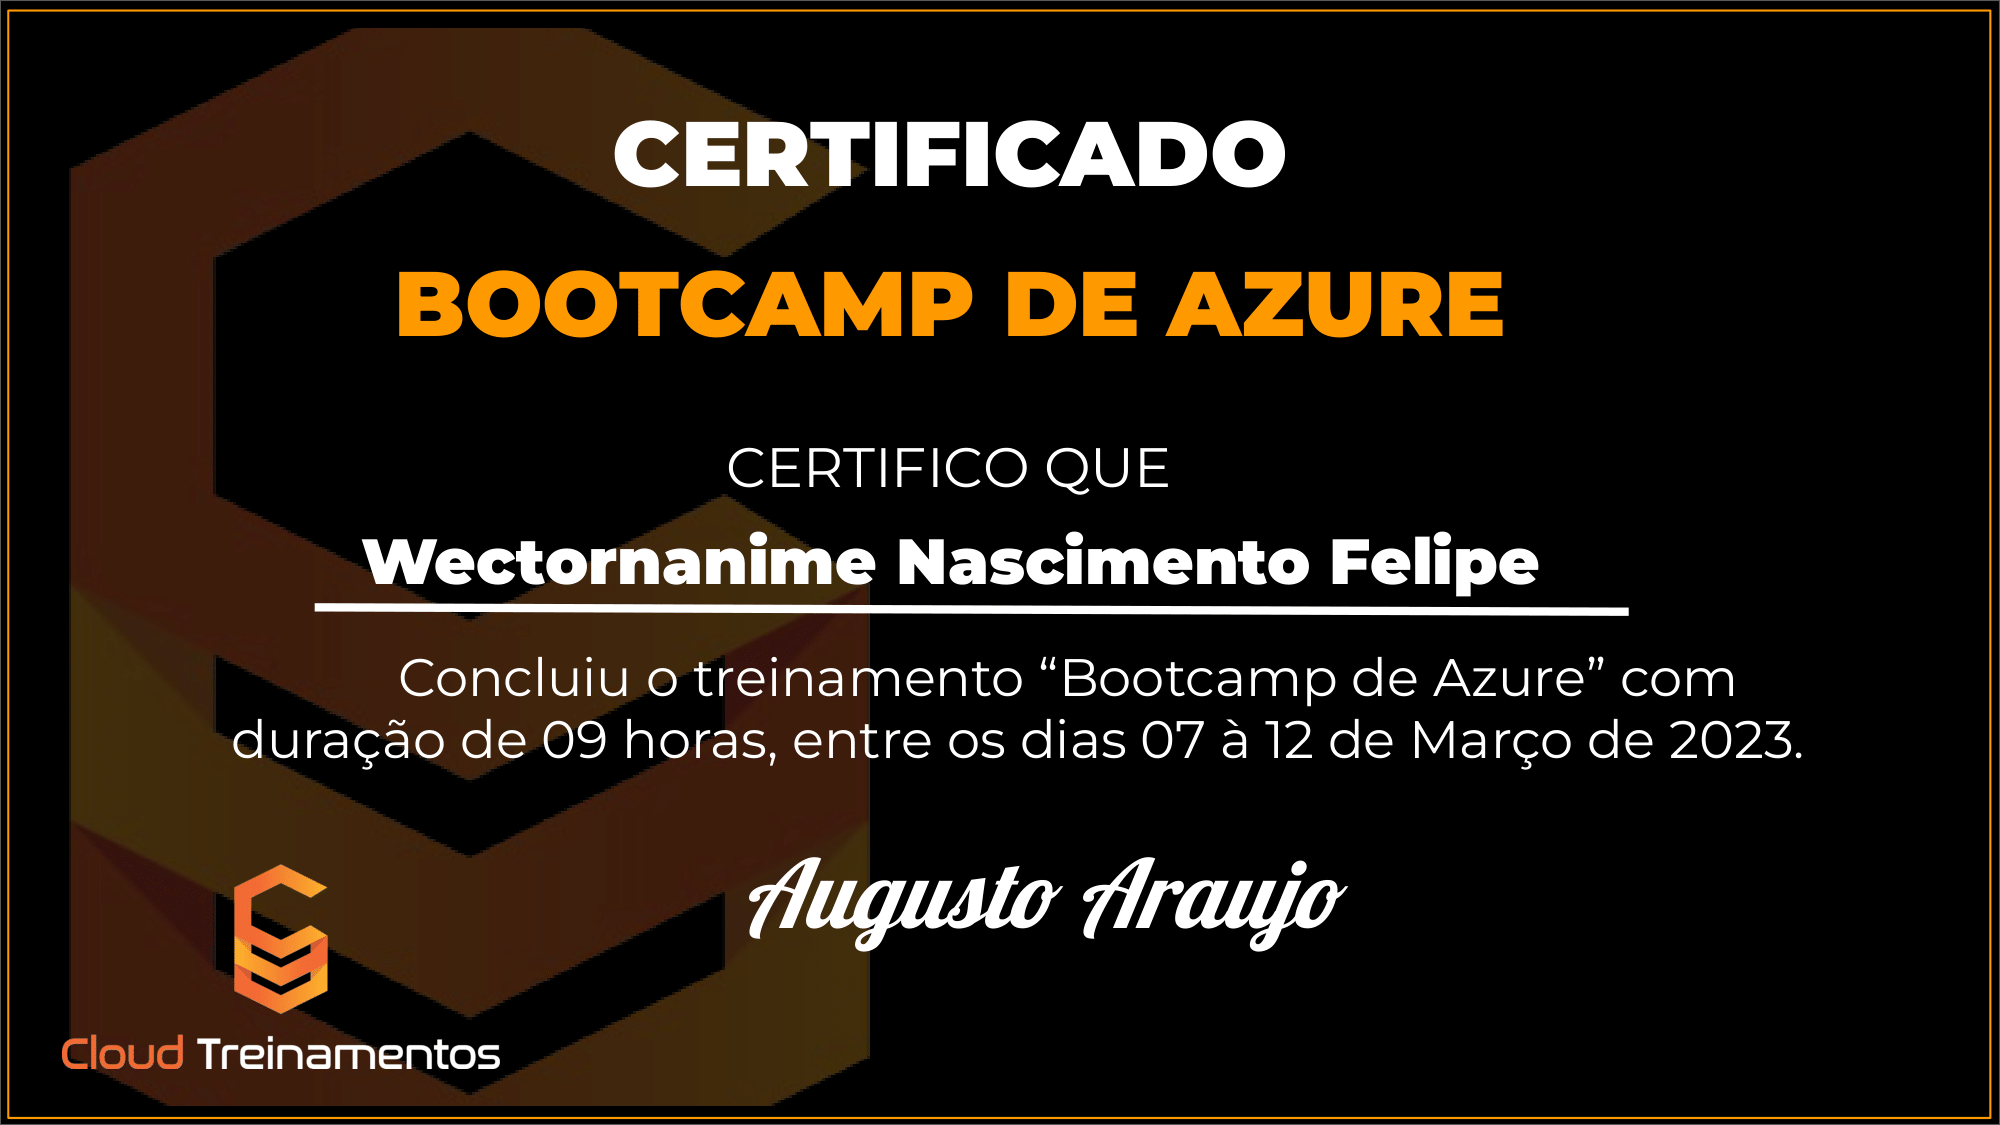 CERTIFICADO
BOOTCAMP DE AZURE
CERTIFICO QUE
Wectornanime Nascimento Felipe
Concluiu o treinamento “Bootcamp de Azure” com
duração de 09 horas, entre os dias 07 à 12 de Março de 2023.
Augusto Araujo
Cloud Treinamentos